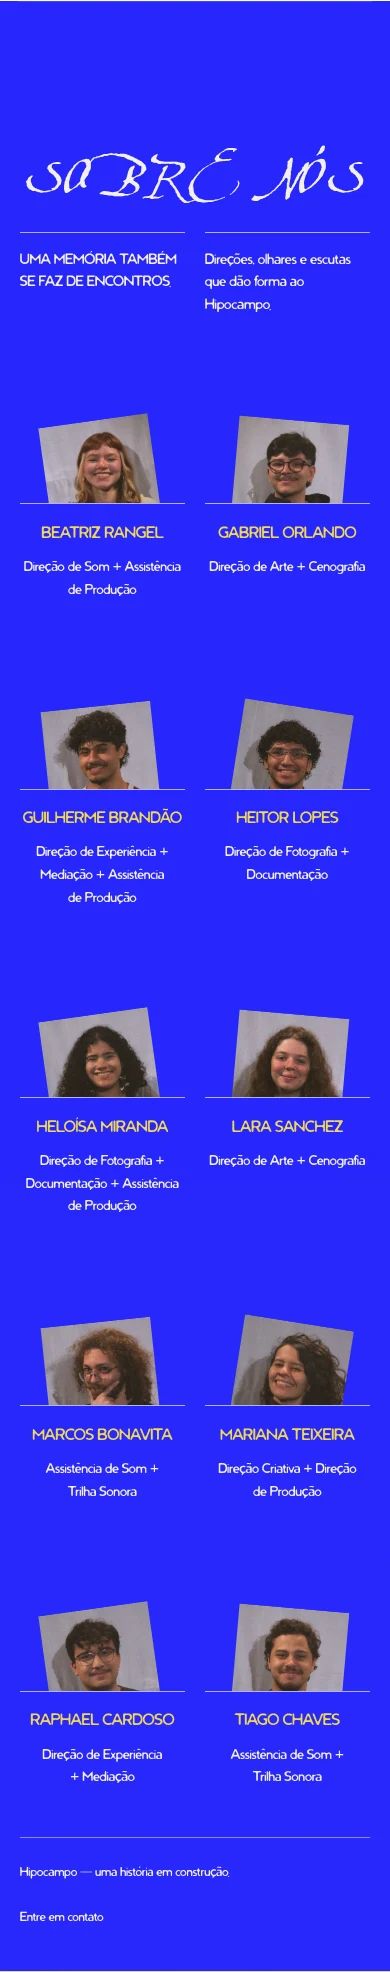 SOBRE NÓS
UMA MEMÓRIA TAMBÉM
SE FAZ DE ENCONTROS.
Direções, olhares e escutas
que dão forma ao
Hipocampo.
BEATRIZ RANGEL
Direção de Som + Assistência
de Produção
GABRIEL ORLANDO
Direção de Arte + Cenografia
GUILHERME BRANDÃO
Direção de Experiência +
Mediação + Assistência
de Produção
HEITOR LOPES
Direção de Fotografia +
Documentação
HELOÍSA MIRANDA
Direção de Fotografia +
Documentação + Assistência
de Produção
LARA SANCHEZ
Direção de Arte + Cenografia
MARCOS BONAVITA
Assistência de Som +
Trilha Sonora
MARIANA TEIXEIRA
Direção Criativa + Direção
de Produção
RAPHAEL CARDOSO
Direção de Experiência
+ Mediação
TIAGO CHAVES
Assistência de Som +
Trilha Sonora
Hipocampo — uma história em construção.
Entre em contato